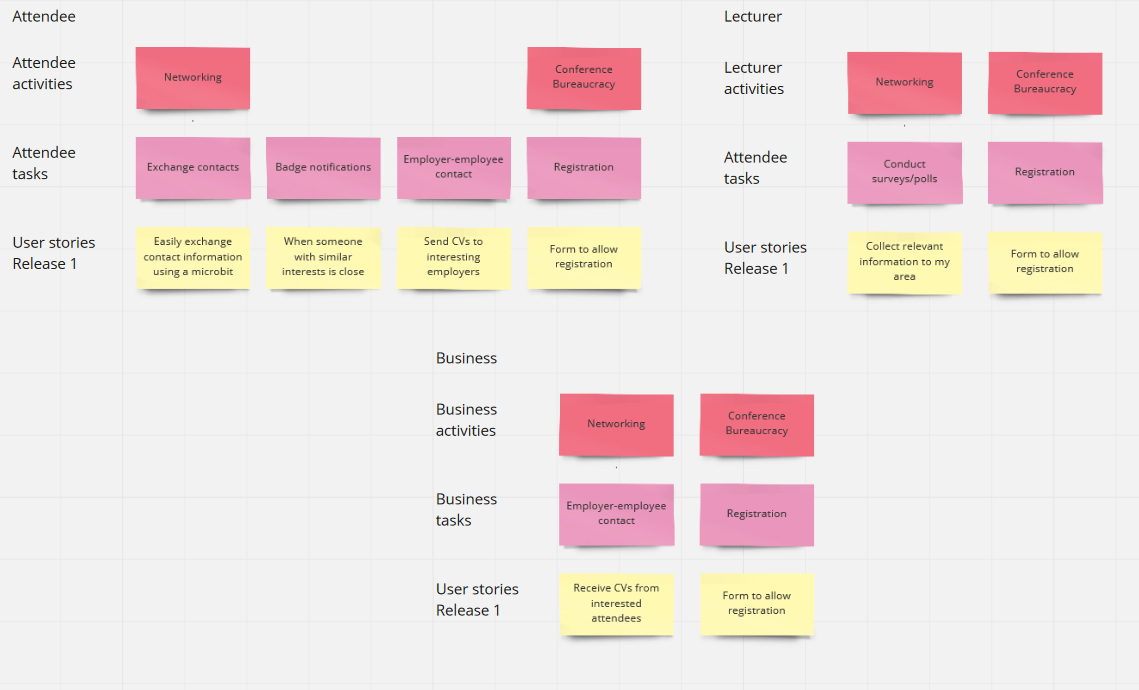 Attendee
Attendee
activities
Networking
Conference
Bureaucracy
Attendee
tasks
Exchange contacts
Badge notifications
Employer-employee
contact
Registration
User stories
Release 1
Easily exchange
contact information
using a microbit
When someone
with similar
interests is close
Send CVs to
interesting
employers
Form to allow
registration
Lecturer
Lecturer
activities
Networking
Conference
Bureaucracy
Attendee
tasks
Conduct
surveys/polls
Registration
User stories
Release 1
Collect relevant
information to my
area
Form to allow
registration
Business
Business
activities
Networking
Conference
Bureaucracy
Business
tasks
Employer-employee
contact
Registration
User stories
Release 1
Receive CVs from
interested
attendees
Form to allow
registration